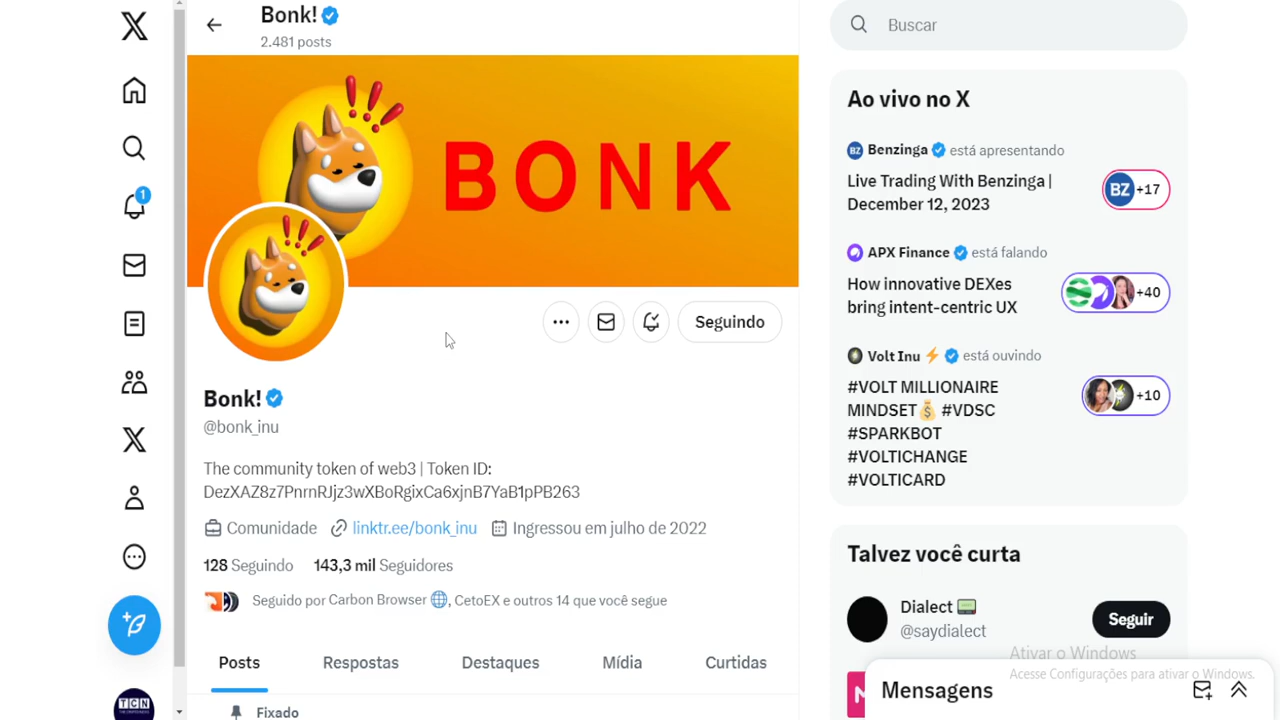 Bonk!
2.481 posts
BONK
Seguindo
Bonk!
@bonk_inu
The community token of web3 | Token ID:
DezXAZ8z7PnrnRJjz3wXBoRgixCa6xjnB7YaB1pPB263
Comunidade linktr.ee/bonk_inu Ingressou em julho de 2022
128 Seguindo 143,3 mil Seguidores
Seguido por Carbon Browser 🌐, CetoEX e outros 14 que você segue
Posts Respostas Destaques Mídia Curtidas
Fixado
1
TCN
Buscar
Ao vivo no X
BZ Benzinga está apresentando
Live Trading With Benzinga |
December 12, 2023
BZ +17
APX Finance está falando
How innovative DEXes
bring intent-centric UX
+40
Volt Inu ⚡ está ouvindo
#VOLT MILLIONAIRE
MINDSET💰 #VDSC
#SPARKBOT
#VOLTICHANGE
#VOLTICARD
+10
Talvez você curta
Dialect 📟
@saydialect
Seguir
Ativar o Windows
Acesse Configurações para ativar o Windows.
Mensagens